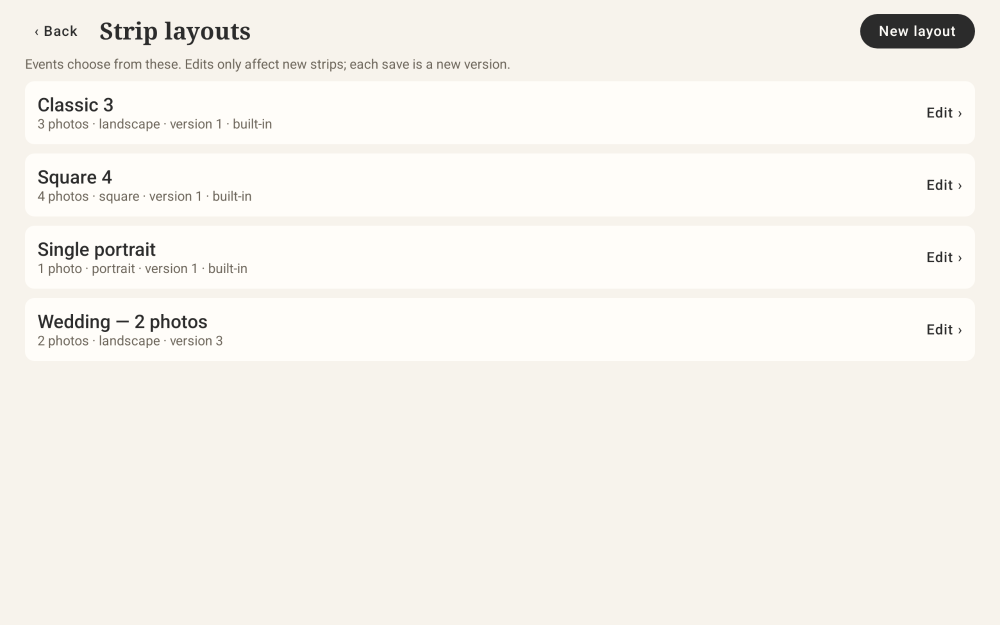 ‹ Back
Strip layouts
New layout
Events choose from these. Edits only affect new strips; each save is a new version.
Classic 3
3 photos · landscape · version 1 · built-in
Edit ›
Square 4
4 photos · square · version 1 · built-in
Edit ›
Single portrait
1 photo · portrait · version 1 · built-in
Edit ›
Wedding — 2 photos
2 photos · landscape · version 3
Edit ›